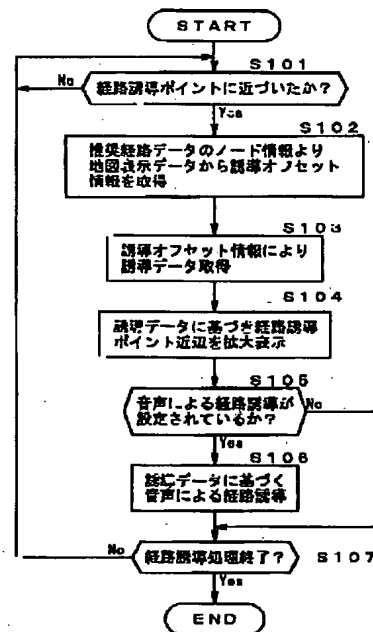 START
S101
No
経路誘導ポイントに近づいたか?
Yes
S102
推奨経路データのノード情報より
地図表示データから誘導オフセット
情報を取得
S103
誘導オフセット情報により
誘導データ取得
S104
誘導データに基づき経路誘導
ポイント近辺を拡大表示
S105
音声による経路誘導が
設定されているか?
No
Yes
S106
誘導データに基づく
音声による経路誘導
No
経路誘導処理終了?
S107
Yes
END